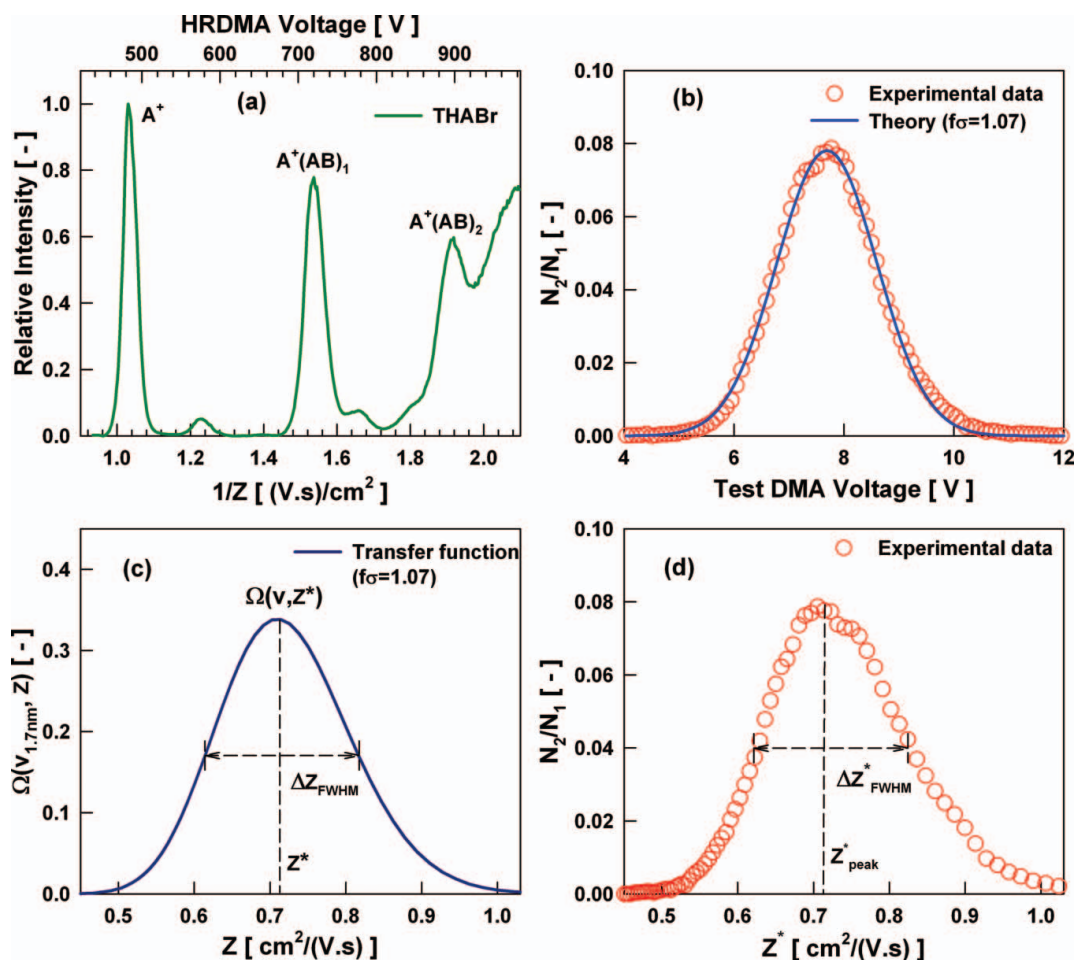 HRDMA Voltage [ V ]
500 600 700 800 900
(a)
THABr
A+
A+(AB)1
A+(AB)2
Relative Intensity [ - ]
1.0
0.8
0.6
0.4
0.2
0.0
1.0 1.2 1.4 1.6 1.8 2.0
1/Z [ (V.s)/cm²]
(b)
Experimental data
Theory (fσ=1.07)
N2/N1 [ - ]
0.10
0.08
0.06
0.04
0.02
0.00
4 6 8 10 12
Test DMA Voltage [ V ]
(c)
Transfer function
(fσ=1.07)
Ω(v,Z*)
ΔZFWHM
Z*
Ω(v1.7nm, Z) [ - ]
0.4
0.3
0.2
0.1
0.0
0.5 0.6 0.7 0.8 0.9 1.0
Z [ cm²/(V.s) ]
(d)
Experimental data
ΔZ*FWHM
Z*peak
N2/N1 [ - ]
0.10
0.08
0.06
0.04
0.02
0.00
0.5 0.6 0.7 0.8 0.9 1.0
Z* [ cm²/(V.s) ]